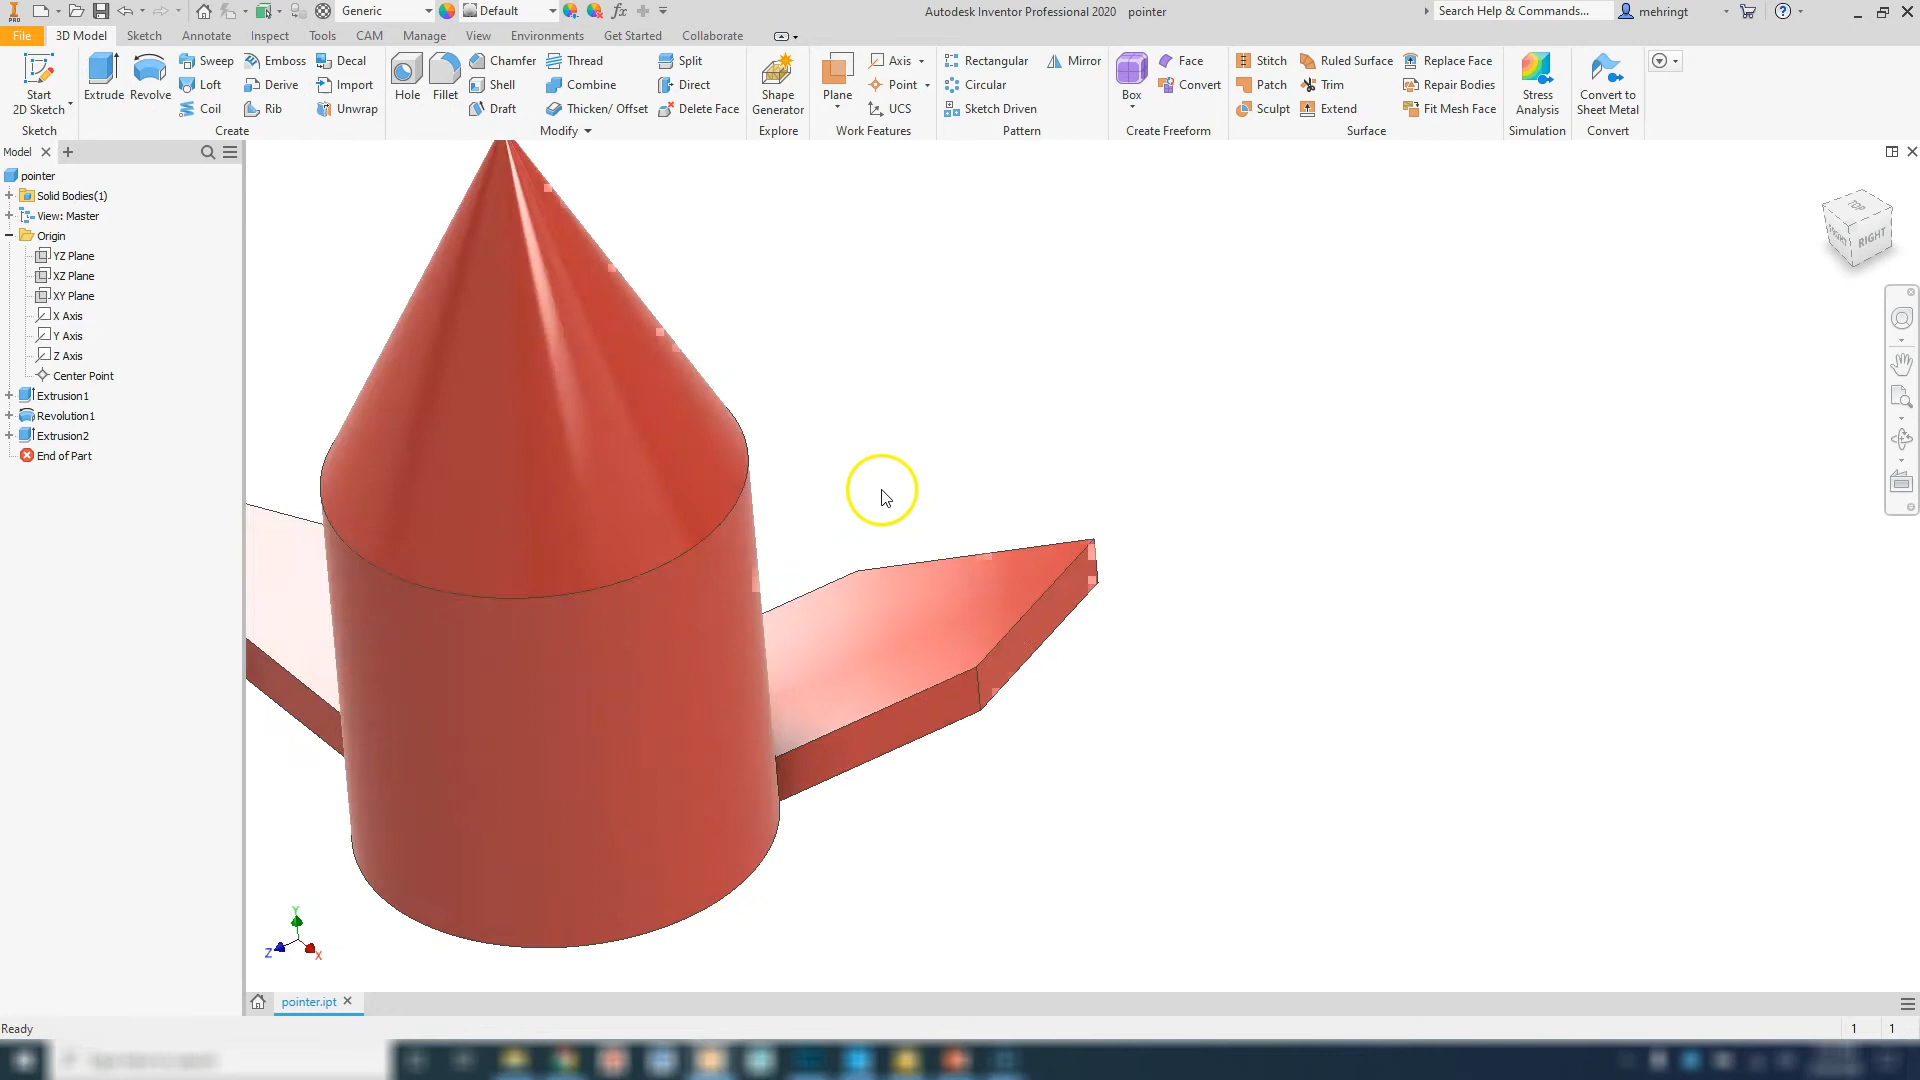 PRO Generic Default fx Autodesk Inventor Professional 2020 pointer Search Help & Commands... mehringt
File 3D Model Sketch Annotate Inspect Tools CAM Manage View Environments Get Started Collaborate
Start 2D Sketch
Sketch
Extrude Revolve Sweep Emboss Decal
Loft Derive Import
Coil Rib Unwrap
Create
Hole Fillet Chamfer Thread Split
Shell Combine Direct
Draft Thicken/ Offset Delete Face
Modify
Shape Generator
Explore
Plane Axis
Point
UCS
Work Features
Rectangular Mirror
Circular
Sketch Driven
Pattern
Box Face
Convert
Create Freeform
Stitch Ruled Surface Replace Face
Patch Trim Repair Bodies
Sculpt Extend Fit Mesh Face
Surface
Stress Analysis
Simulation
Convert to Sheet Metal
Convert
Model
pointer
Solid Bodies(1)
View: Master
Origin
YZ Plane
XZ Plane
XY Plane
X Axis
Y Axis
Z Axis
Center Point
Extrusion1
Revolution1
Extrusion2
End of Part
TOP
RIGHT
Y
Z
X
pointer.ipt
Ready 1 1